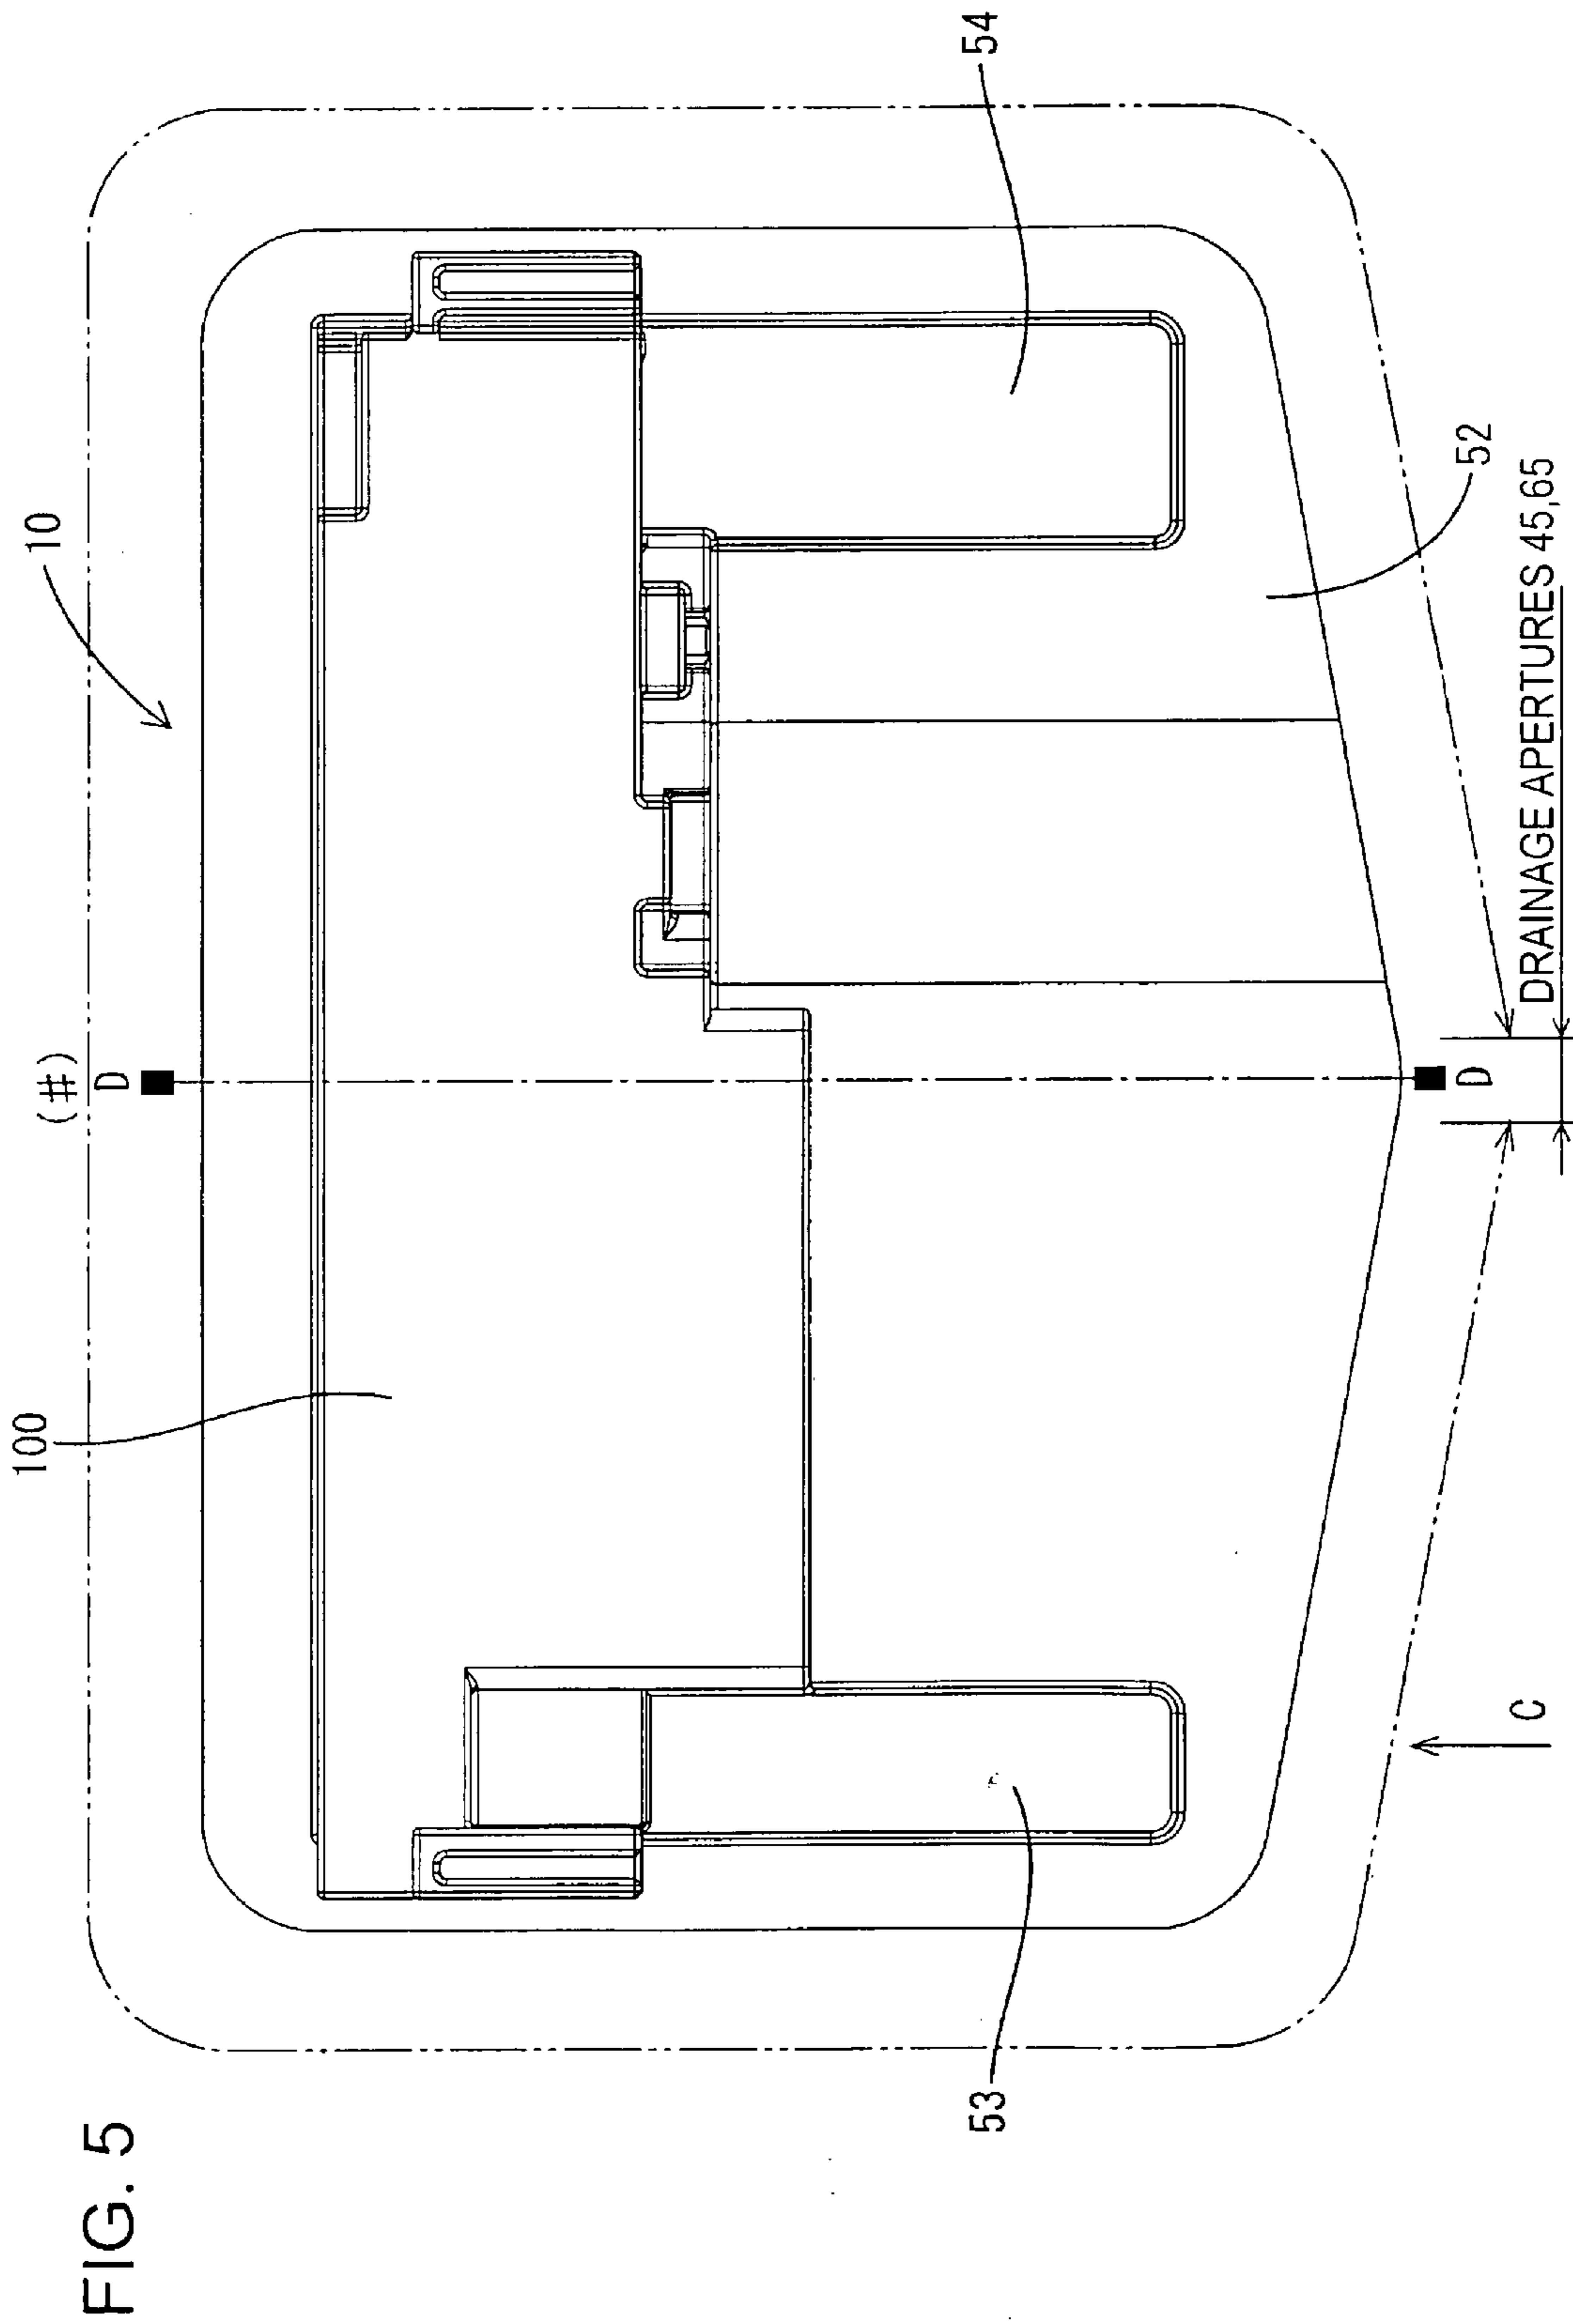 FIG. 5
10
100
(#)
D
54
52
53
D
C
DRAINAGE APERTURES 45,65